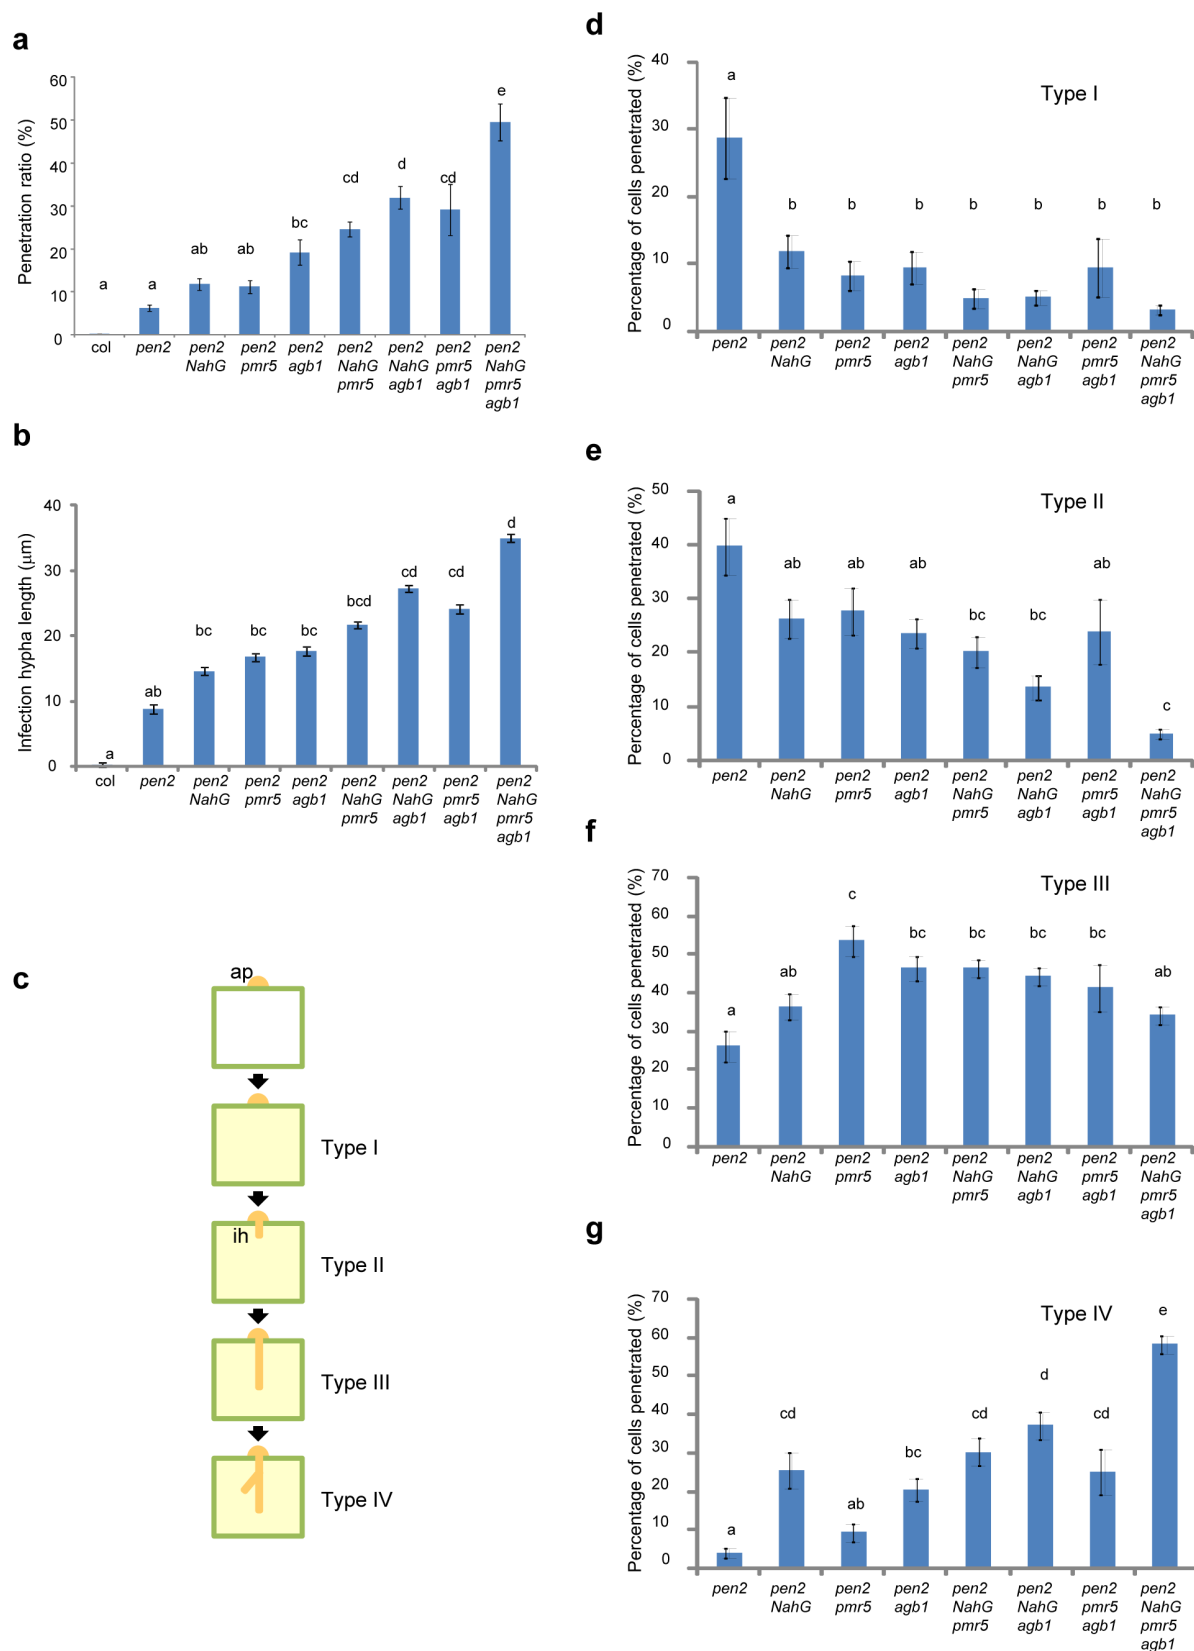 a
Penetration ratio (%)
60
50
40
30
20
10
0
a a ab ab bc cd d cd e
col pen2 pen2 pen2 pen2 pen2 pen2 pen2 pen2
NahG pmr5 agb1 NahG NahG pmr5 NahG
pmr5 agb1 agb1 pmr5
agb1
b
Infection hypha length (μm)
40
30
20
10
0
a ab bc bc bc bcd cd cd d
col pen2 pen2 pen2 pen2 pen2 pen2 pen2 pen2
NahG pmr5 agb1 NahG NahG pmr5 NahG
pmr5 agb1 agb1 pmr5
agb1
c
ap
Type I
ih
Type II
Type III
Type IV
d
Type I
Percentage of cells penetrated (%)
40
30
20
10
0
a b b b b b b b
pen2 pen2 pen2 pen2 pen2 pen2 pen2 pen2
NahG pmr5 agb1 NahG NahG pmr5 NahG
pmr5 agb1 agb1 pmr5
agb1
e
Type II
Percentage of cells penetrated (%)
50
40
30
20
10
0
a ab ab ab bc bc ab c
pen2 pen2 pen2 pen2 pen2 pen2 pen2 pen2
NahG pmr5 agb1 NahG NahG pmr5 NahG
pmr5 agb1 agb1 pmr5
agb1
f
Type III
Percentage of cells penetrated (%)
70
60
50
40
30
20
10
0
a ab c bc bc bc bc ab
pen2 pen2 pen2 pen2 pen2 pen2 pen2 pen2
NahG pmr5 agb1 NahG NahG pmr5 NahG
pmr5 agb1 agb1 pmr5
agb1
g
Type IV
Percentage of cells penetrated (%)
70
60
50
40
30
20
10
0
a cd ab bc cd d cd e
pen2 pen2 pen2 pen2 pen2 pen2 pen2 pen2
NahG pmr5 agb1 NahG NahG pmr5 NahG
pmr5 agb1 agb1 pmr5
agb1